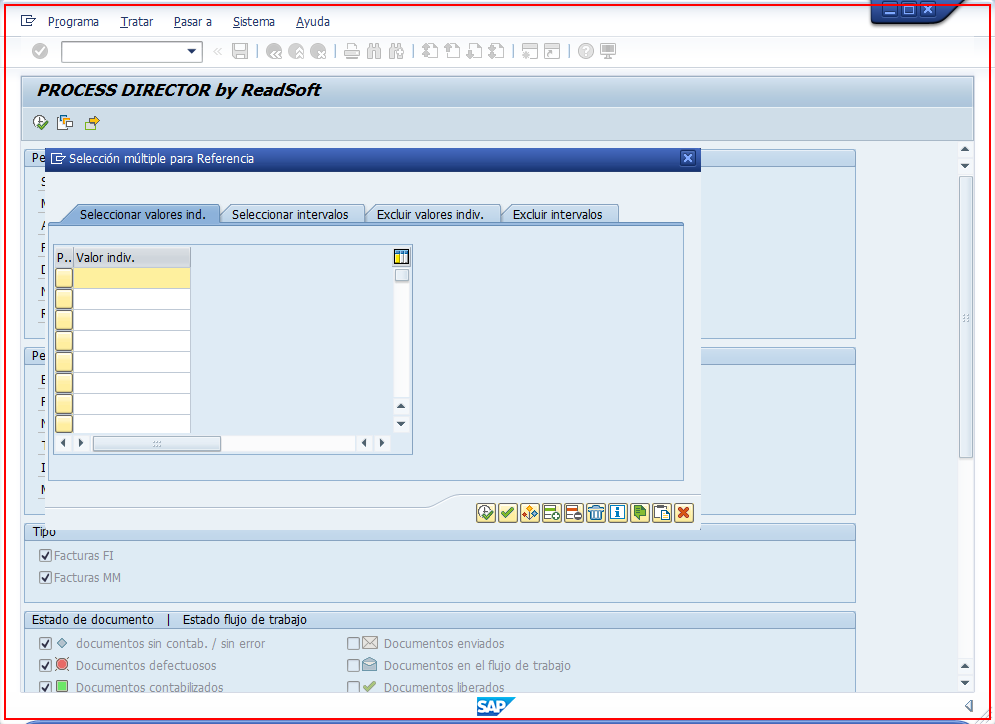 Programa Tratar Pasar a Sistema Ayuda
PROCESS DIRECTOR by ReadSoft
Selección múltiple para Referencia
Seleccionar valores ind. Seleccionar intervalos Excluir valores indiv. Excluir intervalos
P.. Valor indiv.
Tipo
Facturas FI
Facturas MM
Estado de documento | Estado flujo de trabajo
documentos sin contab. / sin error Documentos enviados
Documentos defectuosos Documentos en el flujo de trabajo
Documentos contabilizados Documentos liberados
SAP